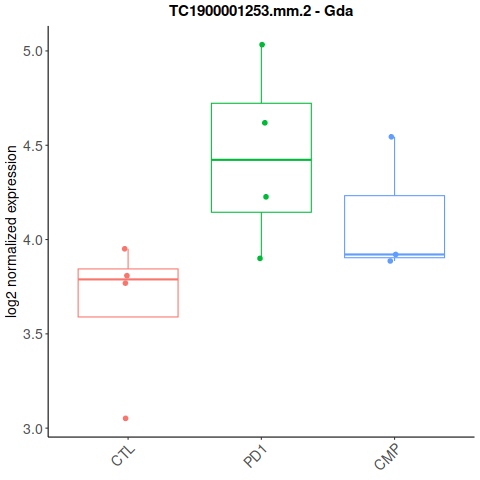 TC1900001253.mm.2 - Gda
log2 normalized expression
5.0
4.5
4.0
3.5
3.0
CTL
PD1
CMP